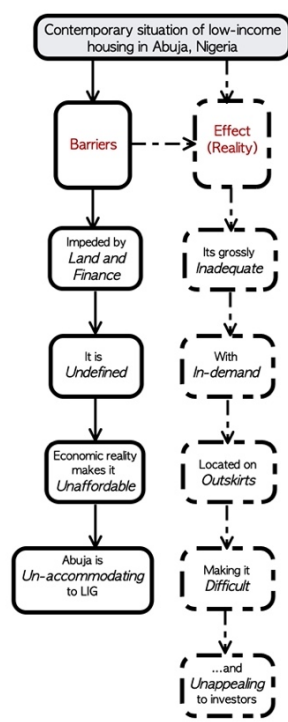 Contemporary situation of low-income
housing in Abuja, Nigeria
Barriers
Effect
(Reality)
Impeded by
Land and
Finance
Its grossly
Inadequate
It is
Undefined
With
In-demand
Economic reality
makes it
Unaffordable
Located on
Outskirts
Abuja is
Un-accommodating
to LIG
Making it
Difficult
...and
Unappealing
to investors